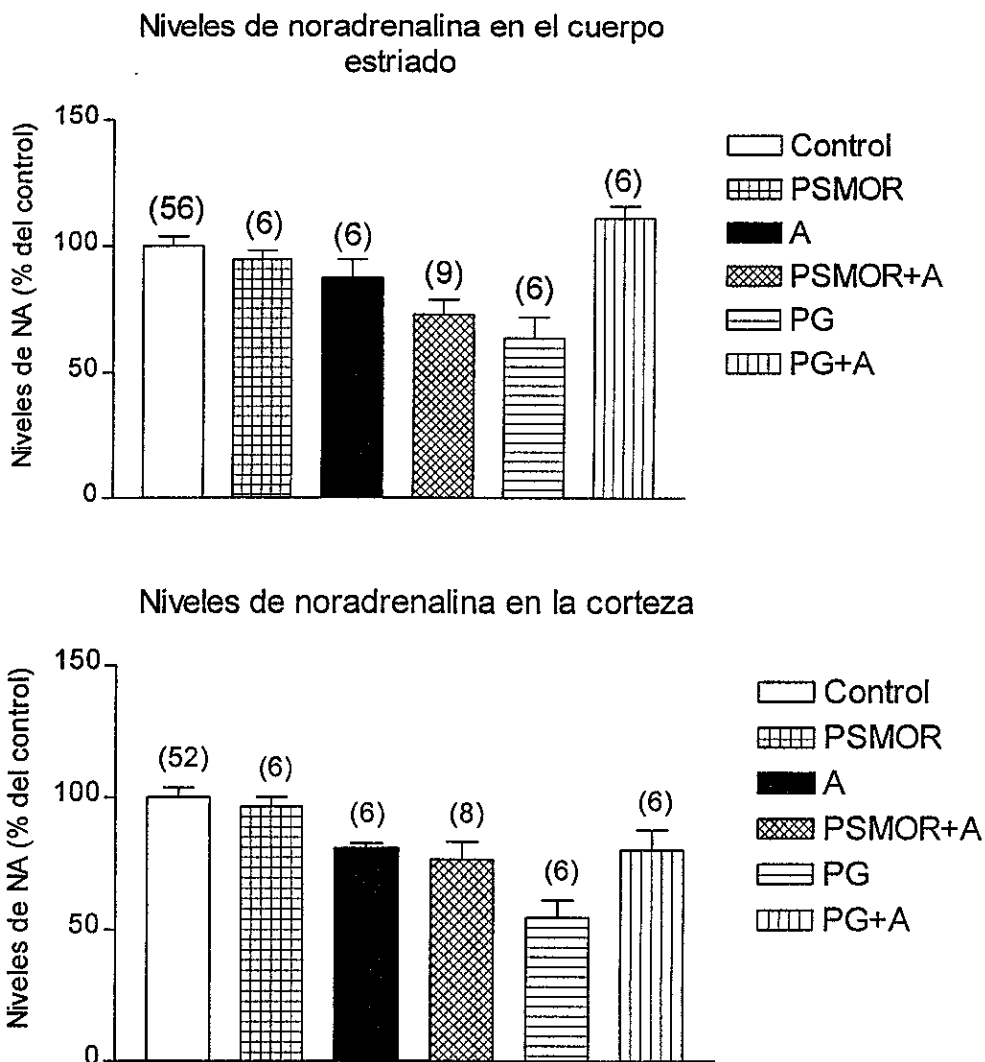 Niveles de noradrenalina en el cuerpo
estriado
Niveles de NA (% del control)
150
100
50
0
(56)
(6)
(6)
(9)
(6)
(6)
Control
PSMOR
A
PSMOR+A
PG
PG+A
Niveles de noradrenalina en la corteza
Niveles de NA (% del control)
150
100
50
0
(52)
(6)
(6)
(8)
(6)
(6)
Control
PSMOR
A
PSMOR+A
PG
PG+A